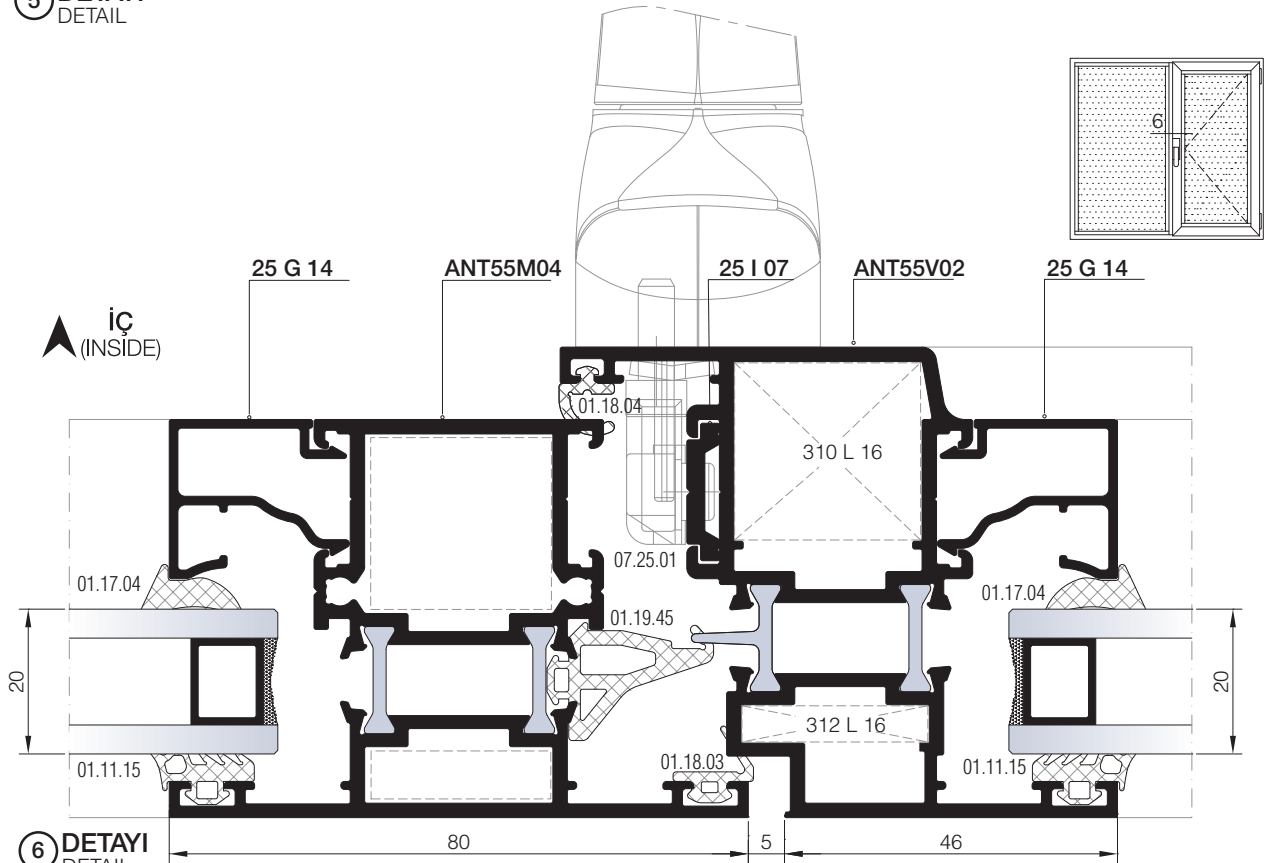 5
DETAIL
6
25 G 14
ANT55M04
25 I 07
ANT55V02
25 G 14
İÇ
(INSIDE)
01.18.04
310 L 16
07.25.01
01.17.04
01.19.45
01.17.04
20
20
312 L 16
01.11.15
01.18.03
01.11.15
80
5
46
6 DETAYI
DETAIL